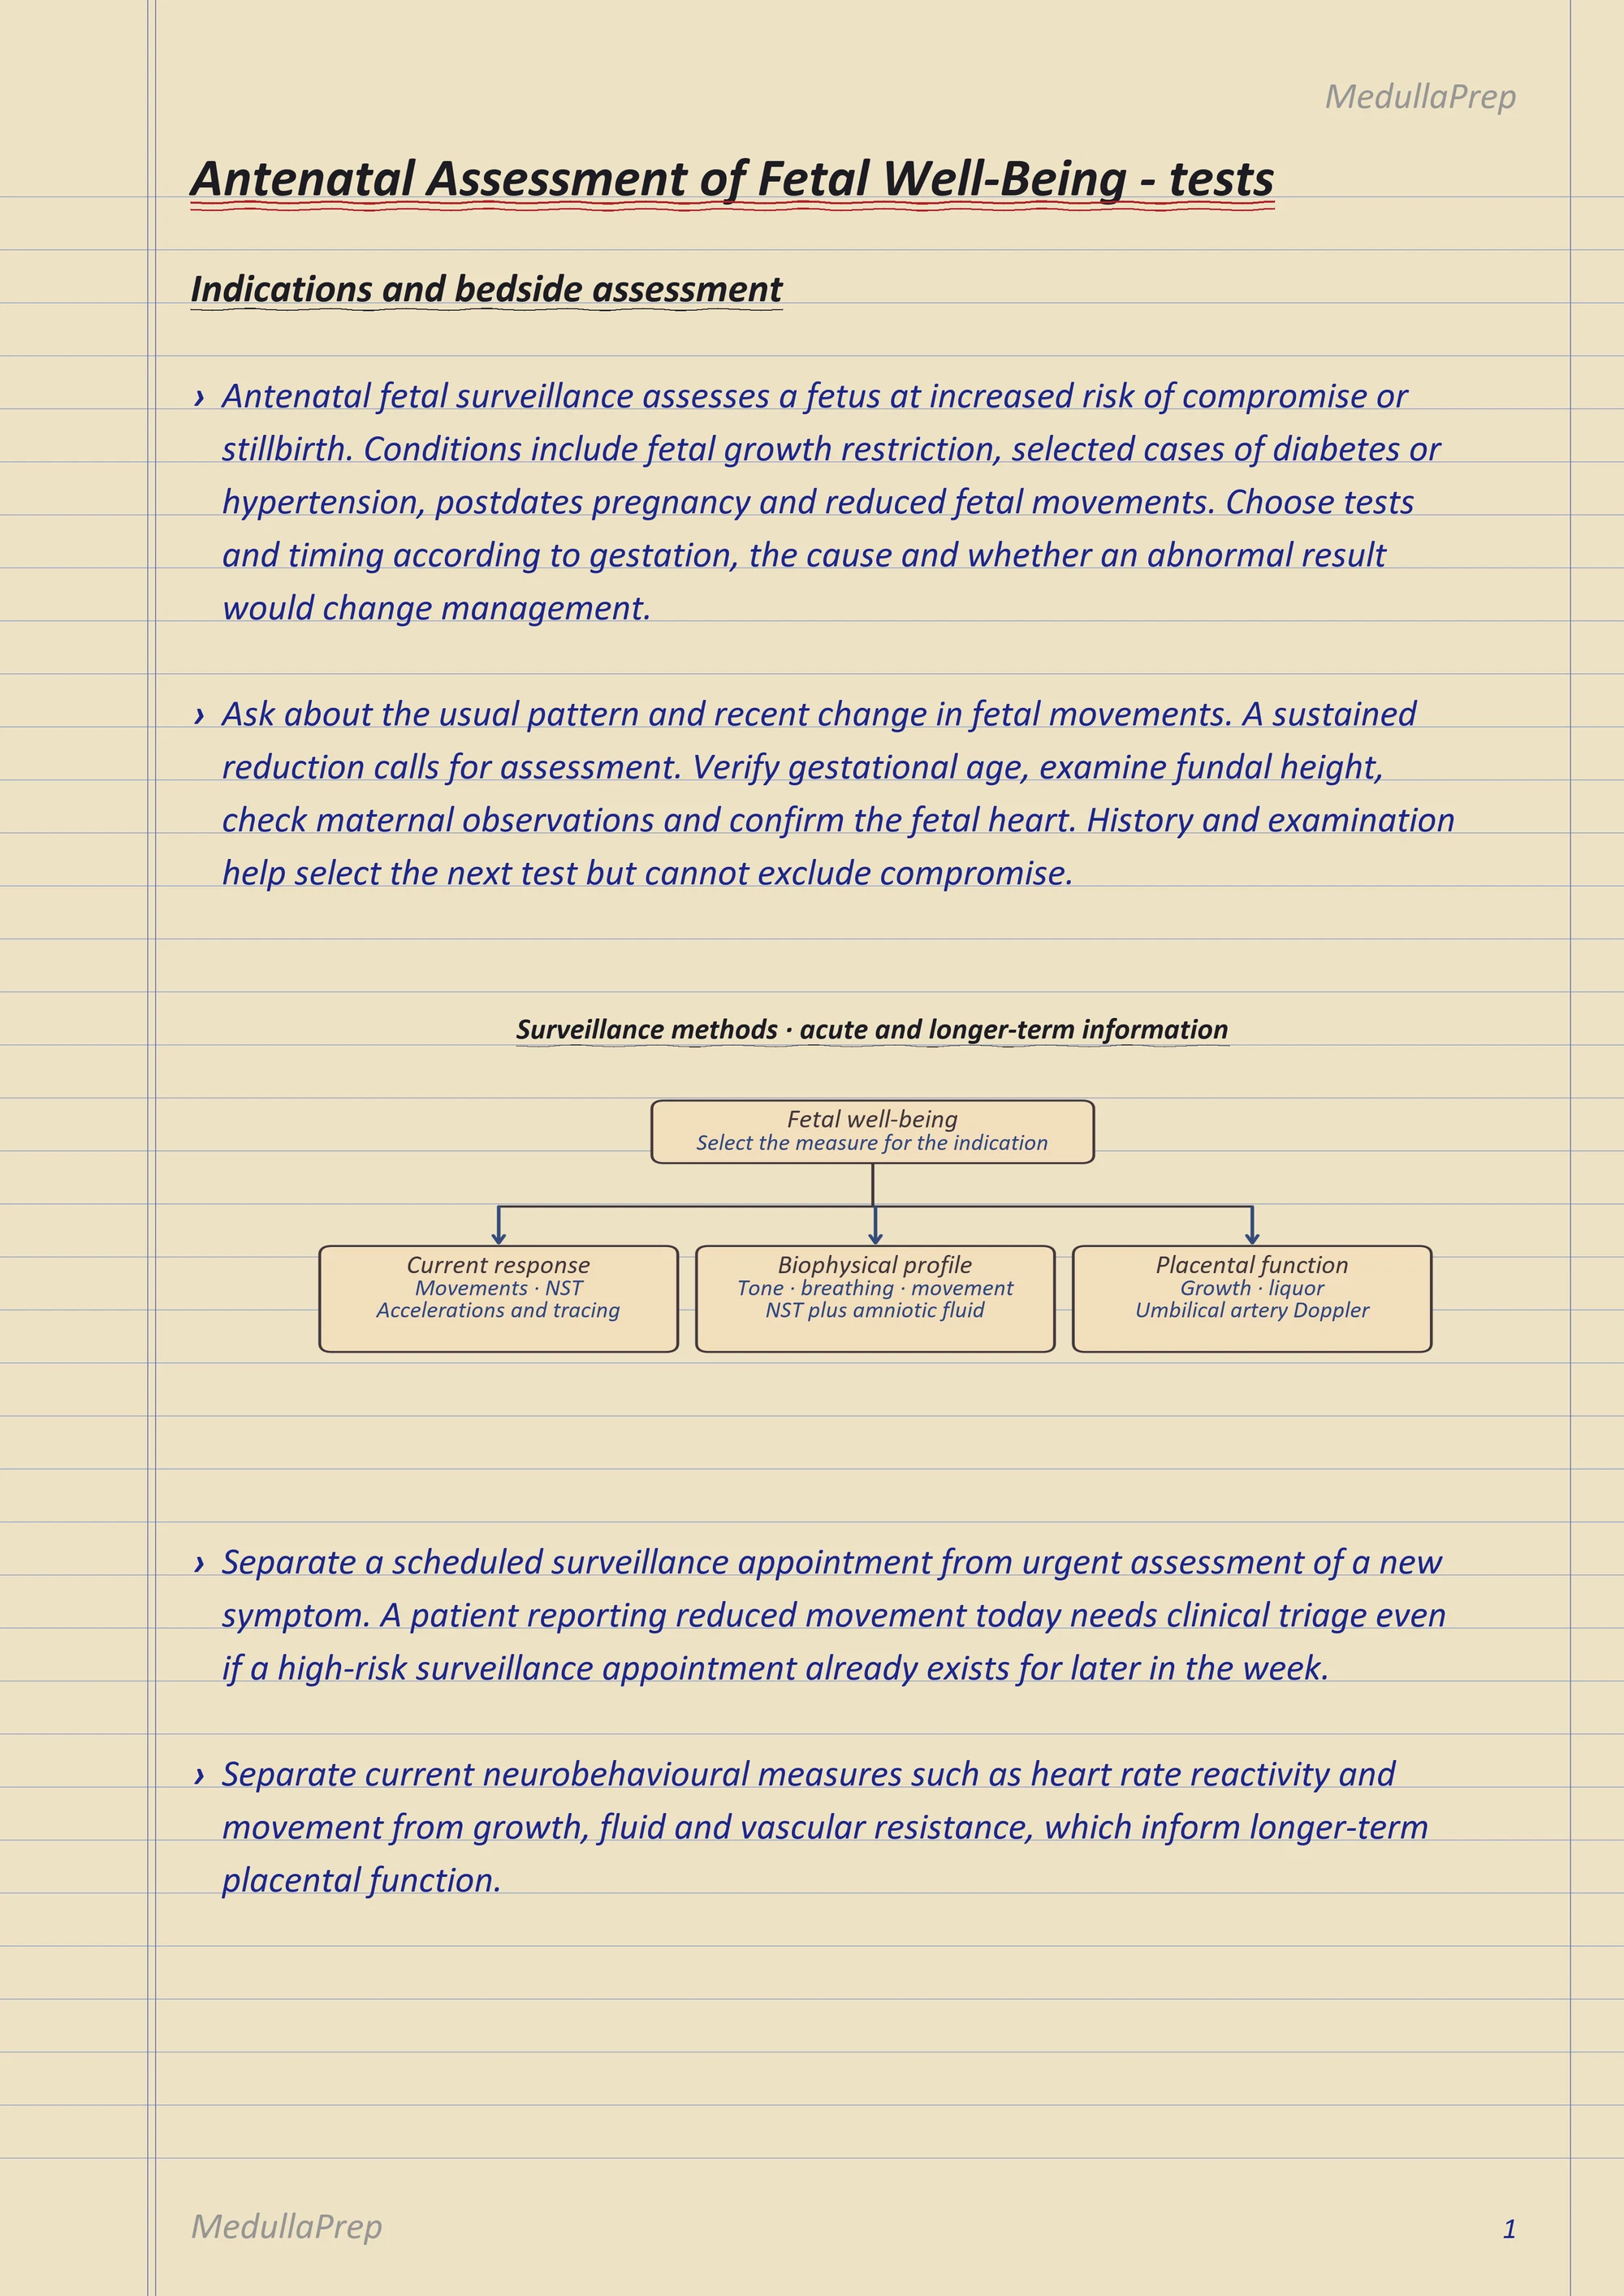 MedullaPrep
Antenatal Assessment of Fetal Well-Being - tests
Indications and bedside assessment
› Antenatal fetal surveillance assesses a fetus at increased risk of compromise or
stillbirth. Conditions include fetal growth restriction, selected cases of diabetes or
hypertension, postdates pregnancy and reduced fetal movements. Choose tests
and timing according to gestation, the cause and whether an abnormal result
would change management.
› Ask about the usual pattern and recent change in fetal movements. A sustained
reduction calls for assessment. Verify gestational age, examine fundal height,
check maternal observations and confirm the fetal heart. History and examination
help select the next test but cannot exclude compromise.
Surveillance methods · acute and longer-term information
Fetal well-being
Select the measure for the indication
Current response
Movements · NST
Accelerations and tracing
Biophysical profile
Tone · breathing · movement
NST plus amniotic fluid
Placental function
Growth · liquor
Umbilical artery Doppler
› Separate a scheduled surveillance appointment from urgent assessment of a new
symptom. A patient reporting reduced movement today needs clinical triage even
if a high-risk surveillance appointment already exists for later in the week.
› Separate current neurobehavioural measures such as heart rate reactivity and
movement from growth, fluid and vascular resistance, which inform longer-term
placental function.
MedullaPrep
1